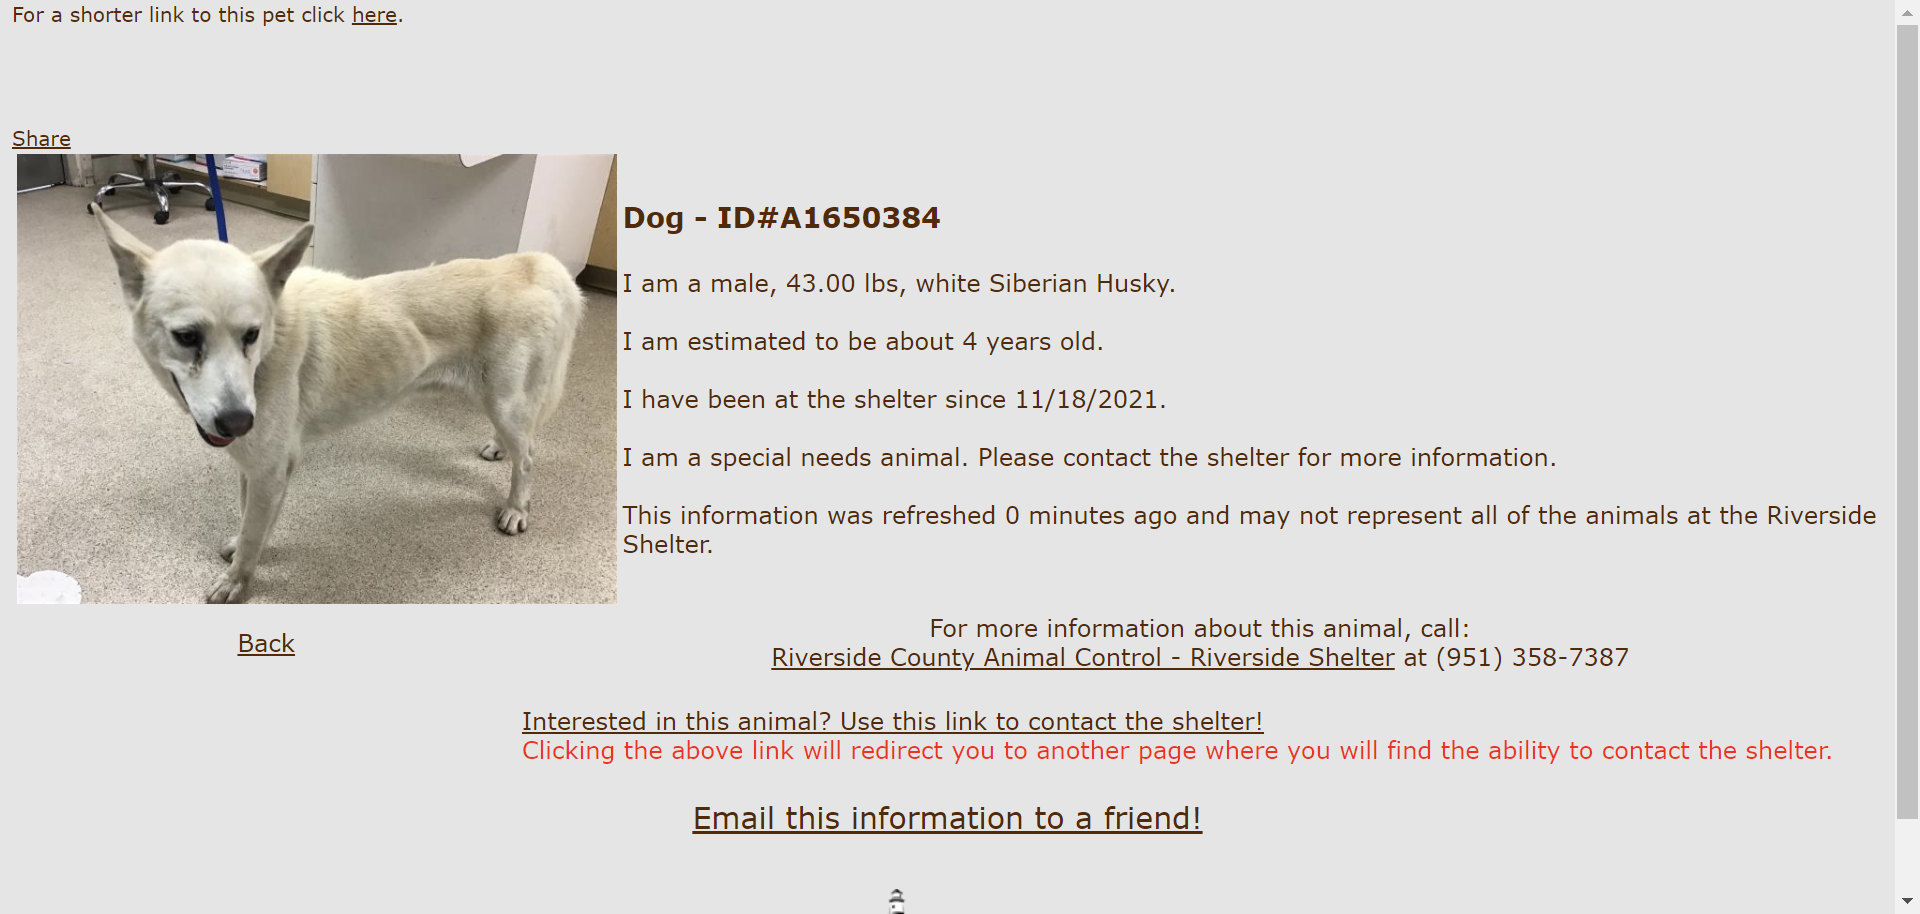 For a shorter link to this pet click here.
Share
Dog - ID#A1650384
I am a male, 43.00 lbs, white Siberian Husky.
I am estimated to be about 4 years old.
I have been at the shelter since 11/18/2021.
I am a special needs animal. Please contact the shelter for more information.
This information was refreshed 0 minutes ago and may not represent all of the animals at the Riverside
Shelter.
Back
For more information about this animal, call:
Riverside County Animal Control - Riverside Shelter at (951) 358-7387
Interested in this animal? Use this link to contact the shelter!
Clicking the above link will redirect you to another page where you will find the ability to contact the shelter.
Email this information to a friend!